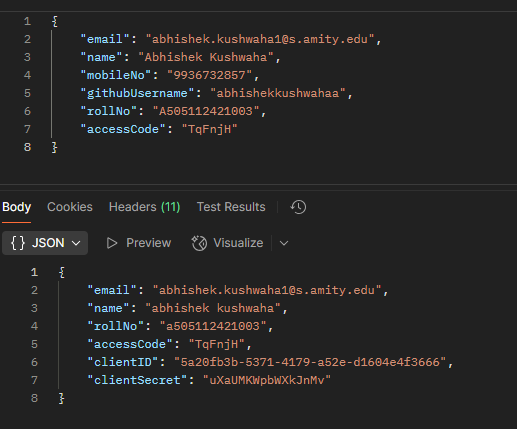 1 {
2 "email": "abhishek.kushwaha1@s.amity.edu",
3 "name": "Abhishek Kushwaha",
4 "mobileNo": "9936732857",
5 "githubUsername": "abhishekkushwahaa",
6 "rollNo": "A505112421003",
7 "accessCode": "TqFnjH"
8 }
Body Cookies Headers (11) Test Results
{} JSON Preview Visualize
1 {
2 "email": "abhishek.kushwaha1@s.amity.edu",
3 "name": "abhishek kushwaha",
4 "rollNo": "a505112421003",
5 "accessCode": "TqFnjH",
6 "clientID": "5a20fb3b-5371-4179-a52e-d1604e4f3666",
7 "clientSecret": "uXaUMKWpbWXkJnMv"
8 }